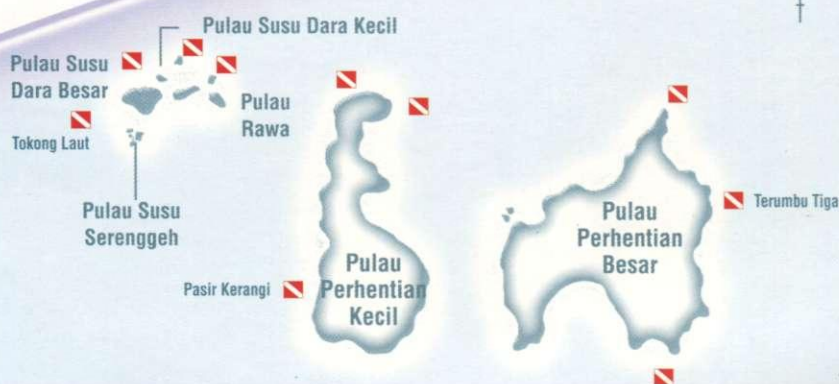 Pulau Susu Dara Kecil
Pulau Susu
Dara Besar
Pulau
Rawa
Tokong Laut
Pulau Susu
Serenggeh
Pasir Kerangi
Pulau
Perhentian
Kecil
Pulau
Perhentian
Besar
Terumbu Tiga